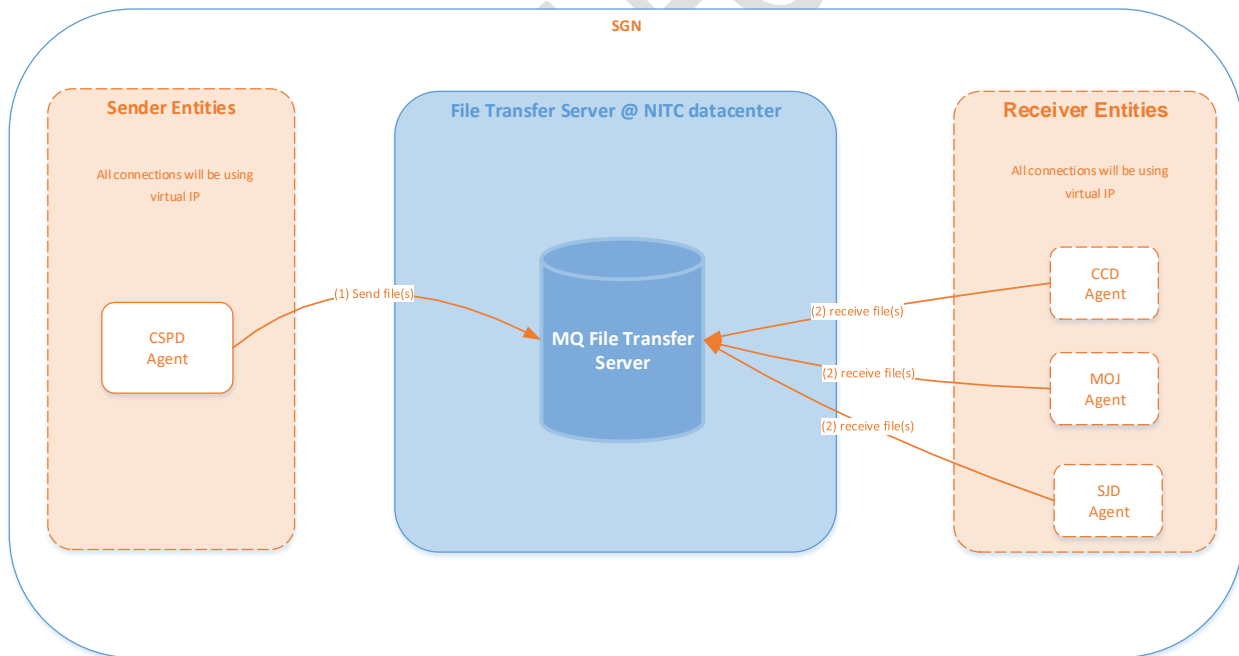 SGN
Sender Entities
All connections will be using
virtual IP
CSPD
Agent
(1) Send file(s)
File Transfer Server @ NITC datacenter
MQ File Transfer
Server
(2) receive file(s)
(2) receive file(s)
(2) receive file(s)
Receiver Entities
All connections will be using
virtual IP
CCD
Agent
MOJ
Agent
SJD
Agent